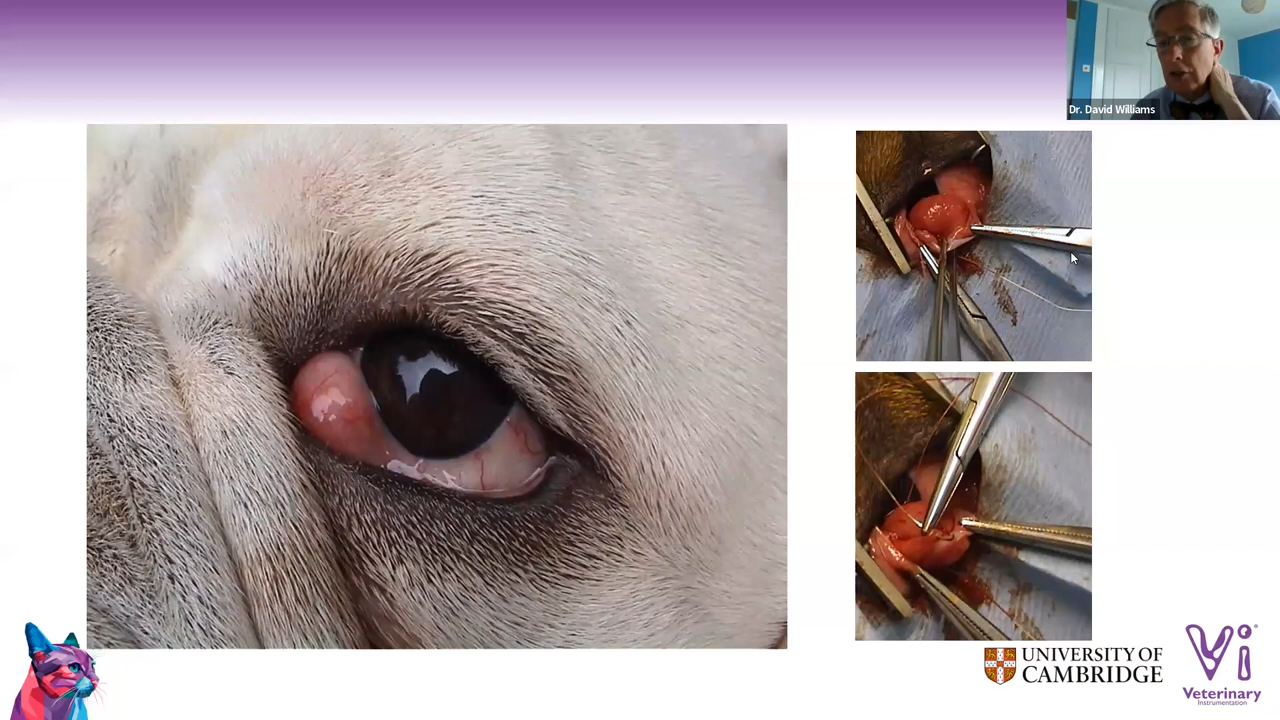 Dr. David Williams
UNIVERSITY OF
CAMBRIDGE
Vi
Veterinary
Instrumentation